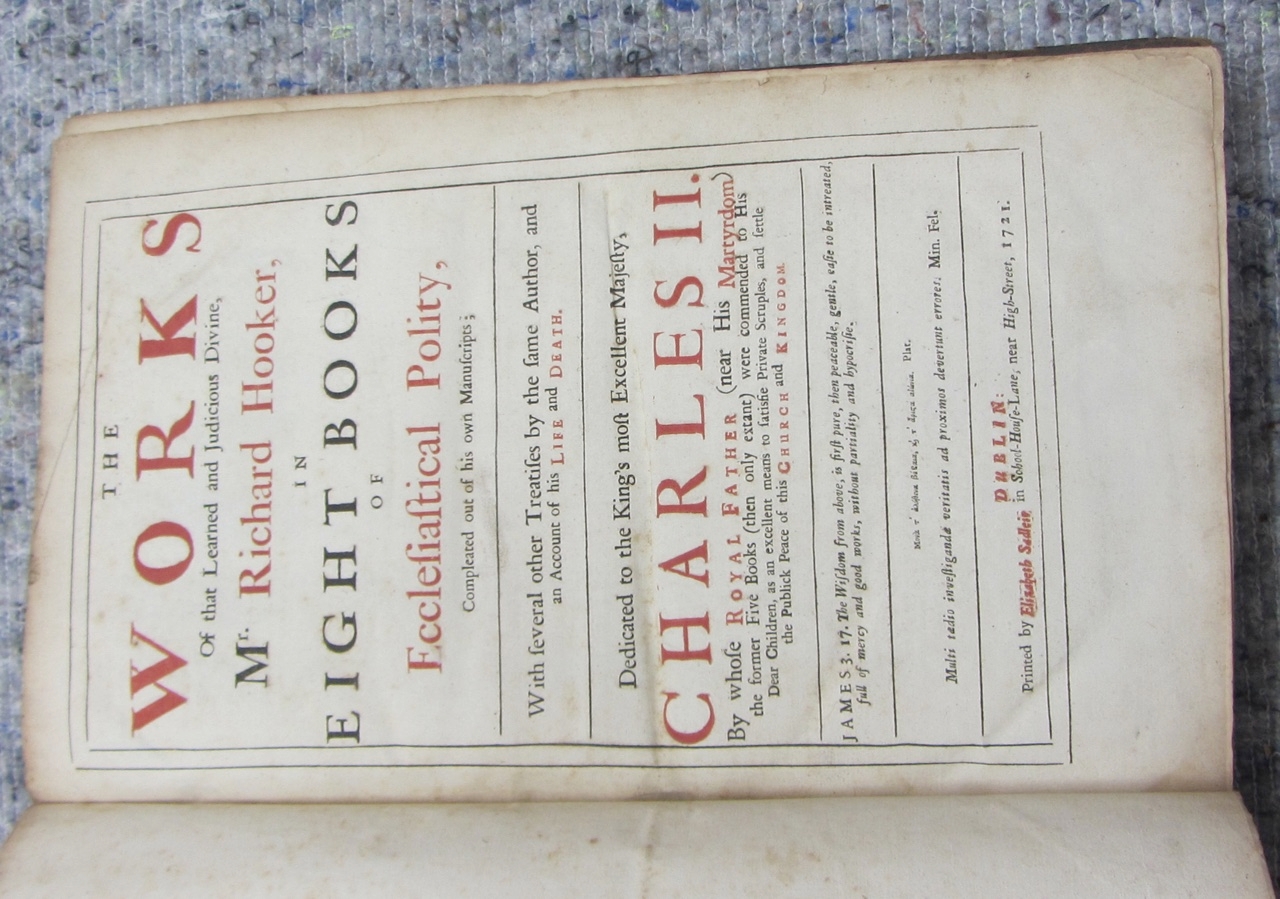 THE
WORKS
Of that Learned and Judicious Divine,
Mr. Richard Hooker,
IN
EIGHT BOOKS
OF
Eccleſiaſtical Polity,
Compleated out of his own Manuſcripts;
With ſeveral other Treatiſes by the ſame Author, and
an Account of his LIFE and DEATH.
Dedicated to the King's moſt Excellent Majeſty,
CHARLES II.
By whoſe ROYAL FATHER (near His Martyrdom)
the former Five Books (then only extant) were commended to His
Dear Children, as an excellent means to ſatisfie Private Scruples, and ſettle
the Publick Peace of this CHURCH and KINGDOM.
JAMES 3. 17. The Wiſdom from above, is firſt pure, then peaceable, gentle, eaſie to be intreated,
full of mercy and good works, without partiality and hypocriſie.
Plat.
Multi tædio inveſtigandæ veritatis ad proximos devertunt errores. Min. Fel.
DUBLIN:
Printed by Elizabeth Sadleir, in School-Houſe-Lane, near High-Street, 1721.